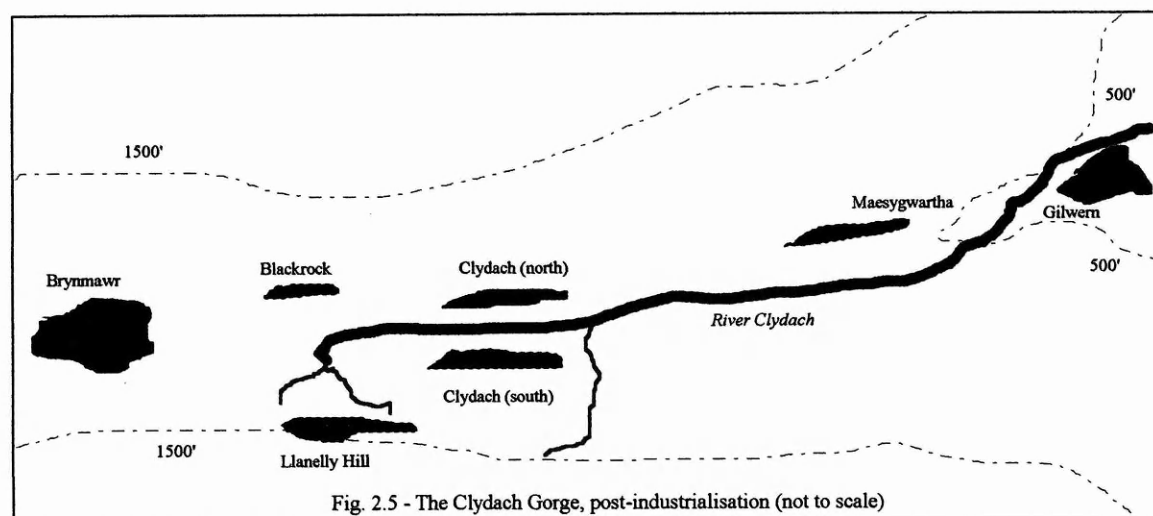 500'
1500'
Maesygwartha
Gilwern
Brynmawr
Blackrock
Clydach (north)
500'
River Clydach
Clydach (south)
1500'
Llanelly Hill
Fig. 2.5 - The Clydach Gorge, post-industrialisation (not to scale)